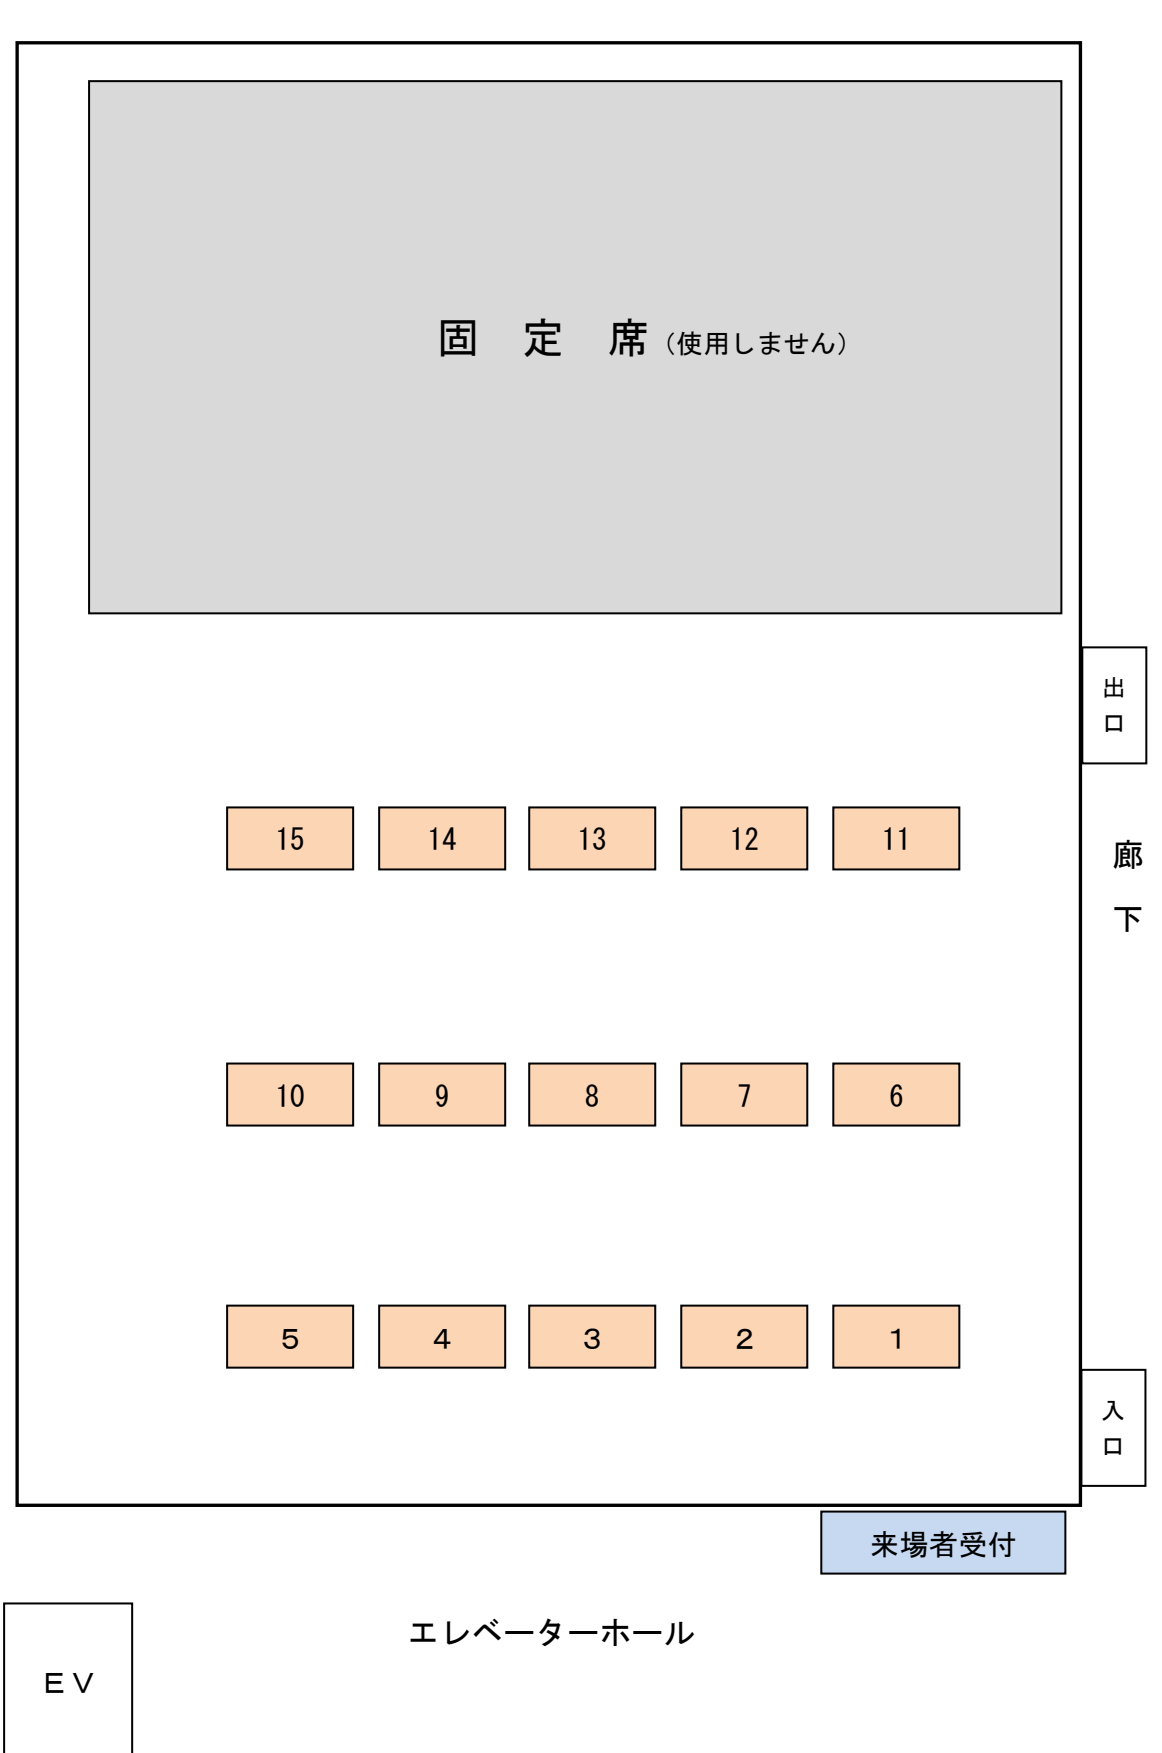 固　定　席（使用しません）
出口
15 14 13 12 11
廊下
10 9 8 7 6
５ ４ ３ ２ １
入口
来場者受付
エレベーターホール
ＥＶ